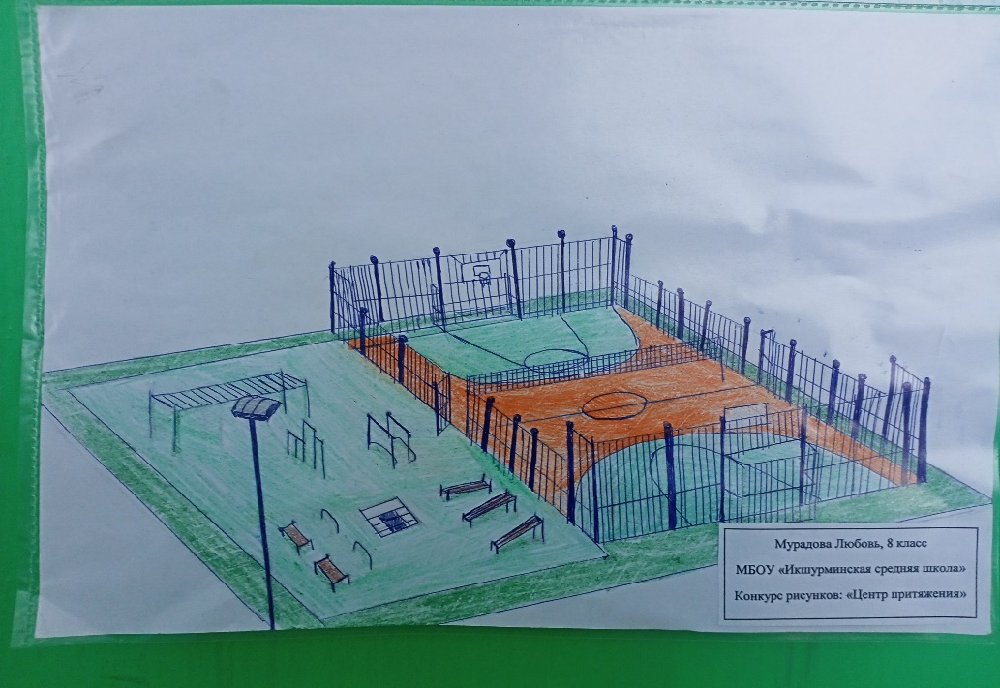 Мурадова Любовь, 8 класс
МБОУ «Икшурминская средняя школа»
Конкурс рисунков: «Центр притяжения»